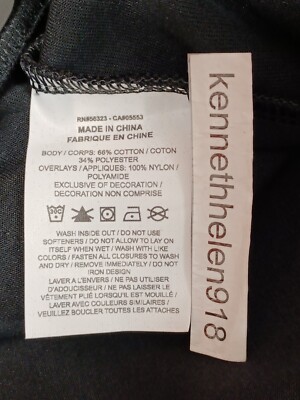 RN#56323 - CA#05553
MADE IN CHINA
FABRIQUE EN CHINE
BODY / CORPS: 66% COTTON / COTON
34% POLYESTER
OVERLAYS / APPLIQUES: 100% NYLON /
POLYAMIDE
EXCLUSIVE OF DECORATION /
DECORATION NON COMPRISE
WASH INSIDE OUT / DO NOT USE
SOFTENERS / DO NOT ALLOW TO LAY ON
ITSELF WHEN WET / WASH WITH LIKE
COLORS / FASTEN ALL CLOSURES TO WASH
AND DRY / REMOVE IMMEDIATELY / DO NOT
IRON DESIGN
LAVER A L'ENVERS / NE PAS UTILISER
D'ADOUCISSEUR / NE PAS LAISSER LE
VÊTEMENT PLIÉ LORSQU'IL EST MOUILLÉ /
LAVER AVEC COULEURS SIMILAIRES /
VEUILLEZ BOUCLER TOUTES LES ATTACHES
kennethhelen918